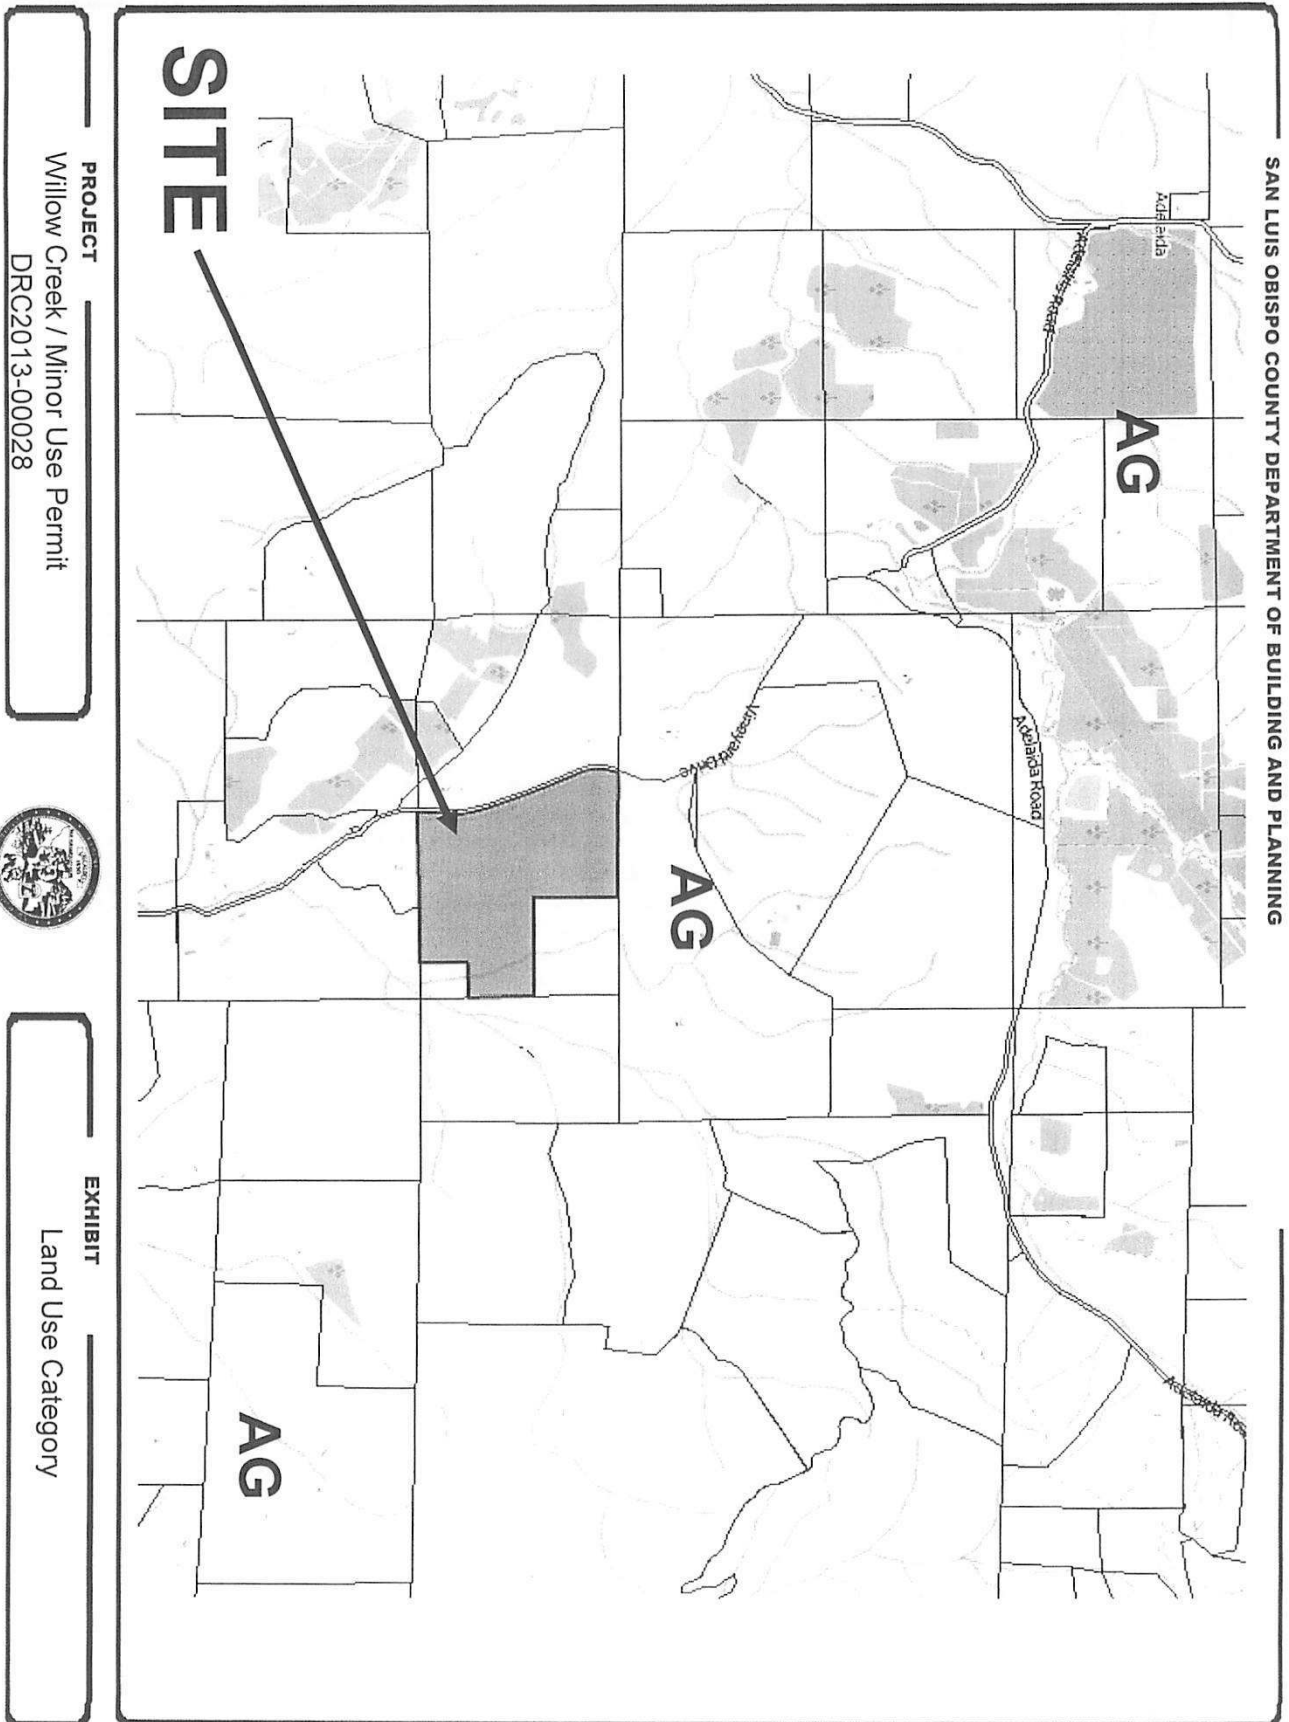 SAN LUIS OBISPO COUNTY DEPARTMENT OF BUILDING AND PLANNING
Adelaida
Adelaida Road
AG
Adelaida Road
Vineyard Drive
AG
AG
SITE
PROJECT
Willow Creek / Minor Use Permit
DRC2013-00028
EXHIBIT
Land Use Category